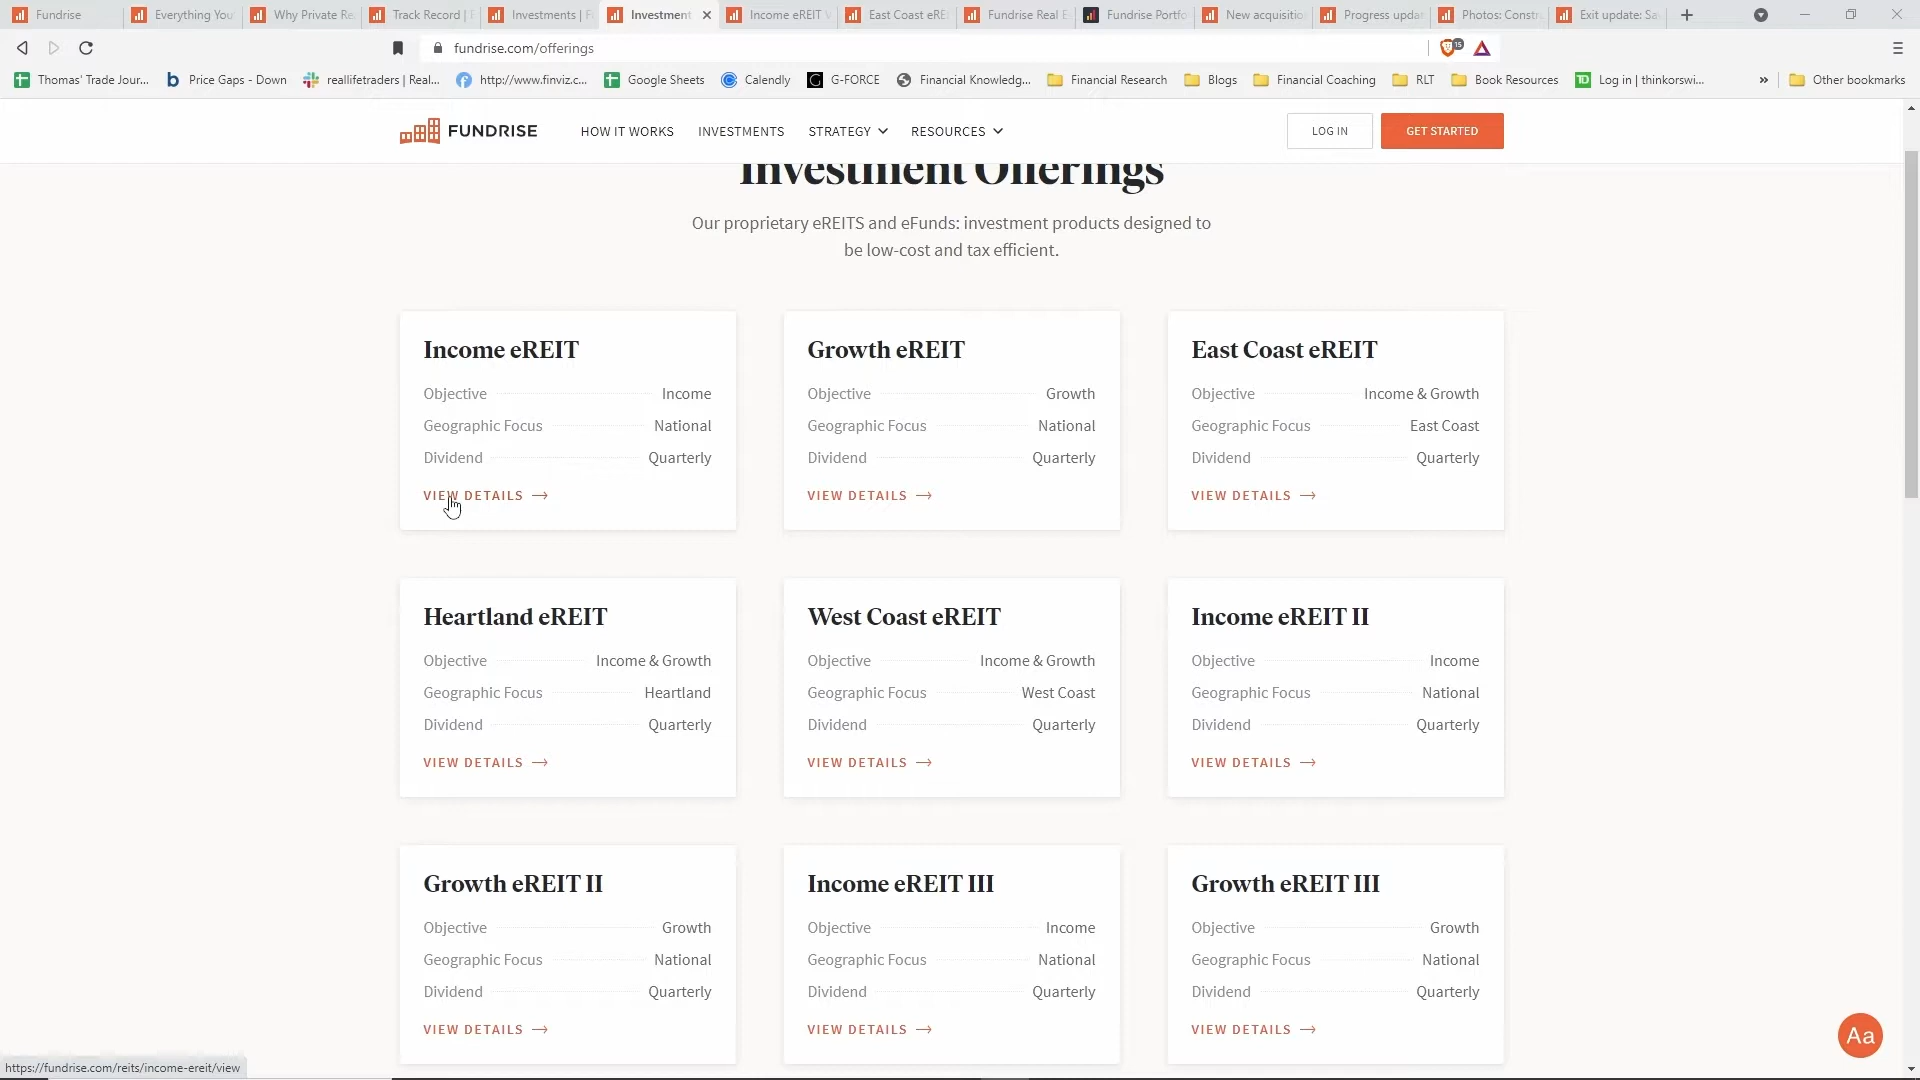 Fundrise
Everything You
Why Private Re
Track Record | F
Investments | F
Investment
Income eREIT V
East Coast eRE
Fundrise Real E
Fundrise Portfo
New acquisitio
Progress updat
Photos: Constr
Exit update: Sa
fundrise.com/offerings
15
Thomas' Trade Jour...
Price Gaps - Down
reallifetraders | Real...
http://www.finviz.c...
Google Sheets
Calendly
G-FORCE
Financial Knowledg...
Financial Research
Blogs
Financial Coaching
RLT
Book Resources
TD
Log in | thinkorswi...
»
Other bookmarks
FUNDRISE
HOW IT WORKS
INVESTMENTS
STRATEGY
RESOURCES
LOG IN
GET STARTED
Investment Offerings
Our proprietary eREITS and eFunds: investment products designed to
be low-cost and tax efficient.
Income eREIT
Objective Income
Geographic Focus National
Dividend Quarterly
VIEW DETAILS →
Growth eREIT
Objective Growth
Geographic Focus National
Dividend Quarterly
VIEW DETAILS →
East Coast eREIT
Objective Income & Growth
Geographic Focus East Coast
Dividend Quarterly
VIEW DETAILS →
Heartland eREIT
Objective Income & Growth
Geographic Focus Heartland
Dividend Quarterly
VIEW DETAILS →
West Coast eREIT
Objective Income & Growth
Geographic Focus West Coast
Dividend Quarterly
VIEW DETAILS →
Income eREIT II
Objective Income
Geographic Focus National
Dividend Quarterly
VIEW DETAILS →
Growth eREIT II
Objective Growth
Geographic Focus National
Dividend Quarterly
VIEW DETAILS →
Income eREIT III
Objective Income
Geographic Focus National
Dividend Quarterly
VIEW DETAILS →
Growth eREIT III
Objective Growth
Geographic Focus National
Dividend Quarterly
VIEW DETAILS →
Aa
https://fundrise.com/reits/income-ereit/view